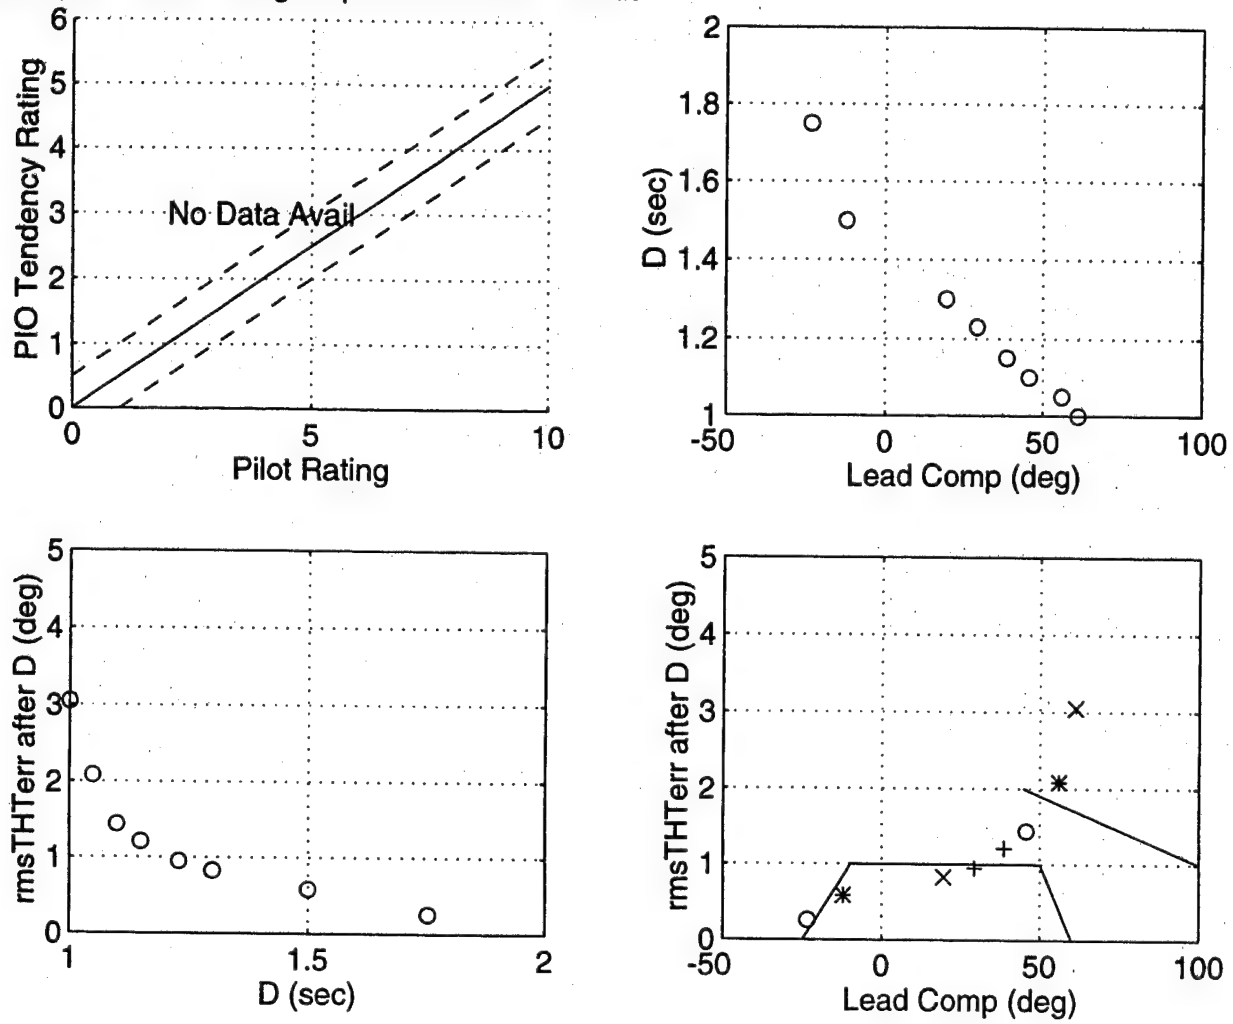 6
5
4
3
2
1
0
PIO Tendency Rating
No Data Avail
0 5 10
Pilot Rating
2
1.8
1.6
1.4
1.2
1
D (sec)
-50 0 50 100
Lead Comp (deg)
5
4
3
2
1
0
rmsTHTerr after D (deg)
1 1.5 2
D (sec)
5
4
3
2
1
0
rmsTHTerr after D (deg)
-50 0 50 100
Lead Comp (deg)